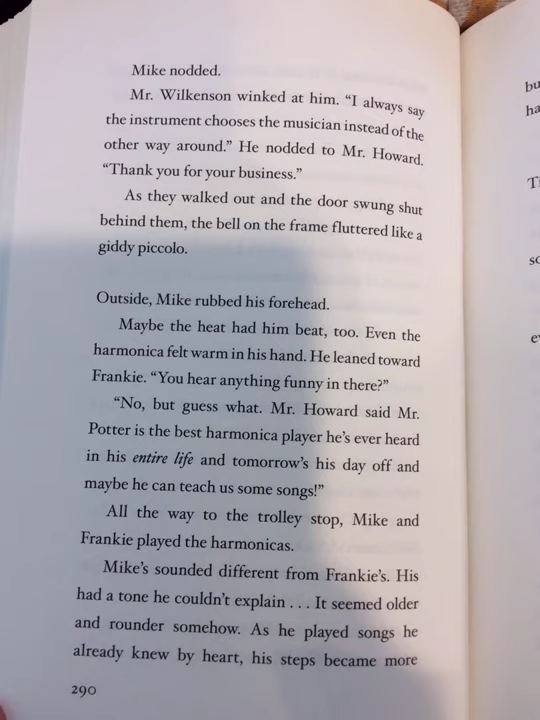 Mike nodded.
Mr. Wilkenson winked at him. “I always say
the instrument chooses the musician instead of the
other way around.” He nodded to Mr. Howard.
“Thank you for your business.”
As they walked out and the door swung shut
behind them, the bell on the frame fluttered like a
giddy piccolo.
Outside, Mike rubbed his forehead.
Maybe the heat had him beat, too. Even the
harmonica felt warm in his hand. He leaned toward
Frankie. “You hear anything funny in there?”
“No, but guess what. Mr. Howard said Mr.
Potter is the best harmonica player he’s ever heard
in his entire life and tomorrow’s his day off and
maybe he can teach us some songs!”
All the way to the trolley stop, Mike and
Frankie played the harmonicas.
Mike’s sounded different from Frankie’s. His
had a tone he couldn’t explain . . . It seemed older
and rounder somehow. As he played songs he
already knew by heart, his steps became more
290